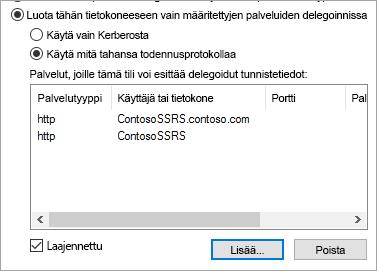 Luota tähän tietokoneeseen vain määritettyjen palveluiden delegoinnissa
Käytä vain Kerberosta
Käytä mitä tahansa todennusprotokollaa
Palvelut, joille tämä tili voi esittää delegoidut tunnistetiedot:
Palvelutyyppi Käyttäjä tai tietokone Portti Pal
http ContosoSSRS.contoso.com
http ContosoSSRS
Laajennettu Lisää... Poista